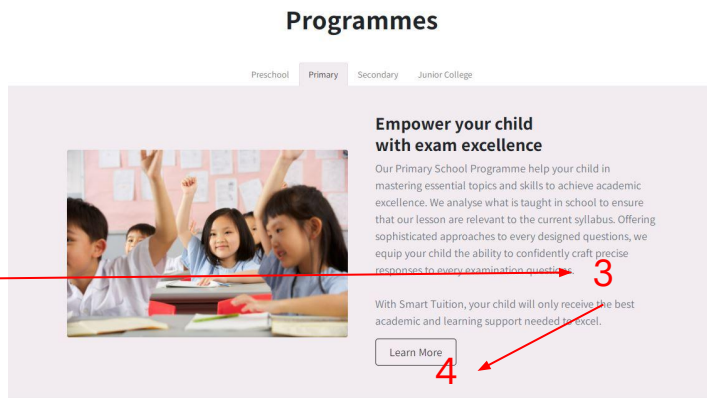 Programmes
Preschool Primary Secondary Junior College
Empower your child
with exam excellence
Our Primary School Programme help your child in
mastering essential topics and skills to achieve academic
excellence. We analyse what is taught in school to ensure
that our lesson are relevant to the current syllabus. Offering
sophisticated approaches to every designed questions, we
equip your child the ability to confidently craft precise
responses to every examination questions.
3
With Smart Tuition, your child will only receive the best
academic and learning support needed to excel.
Learn More
4